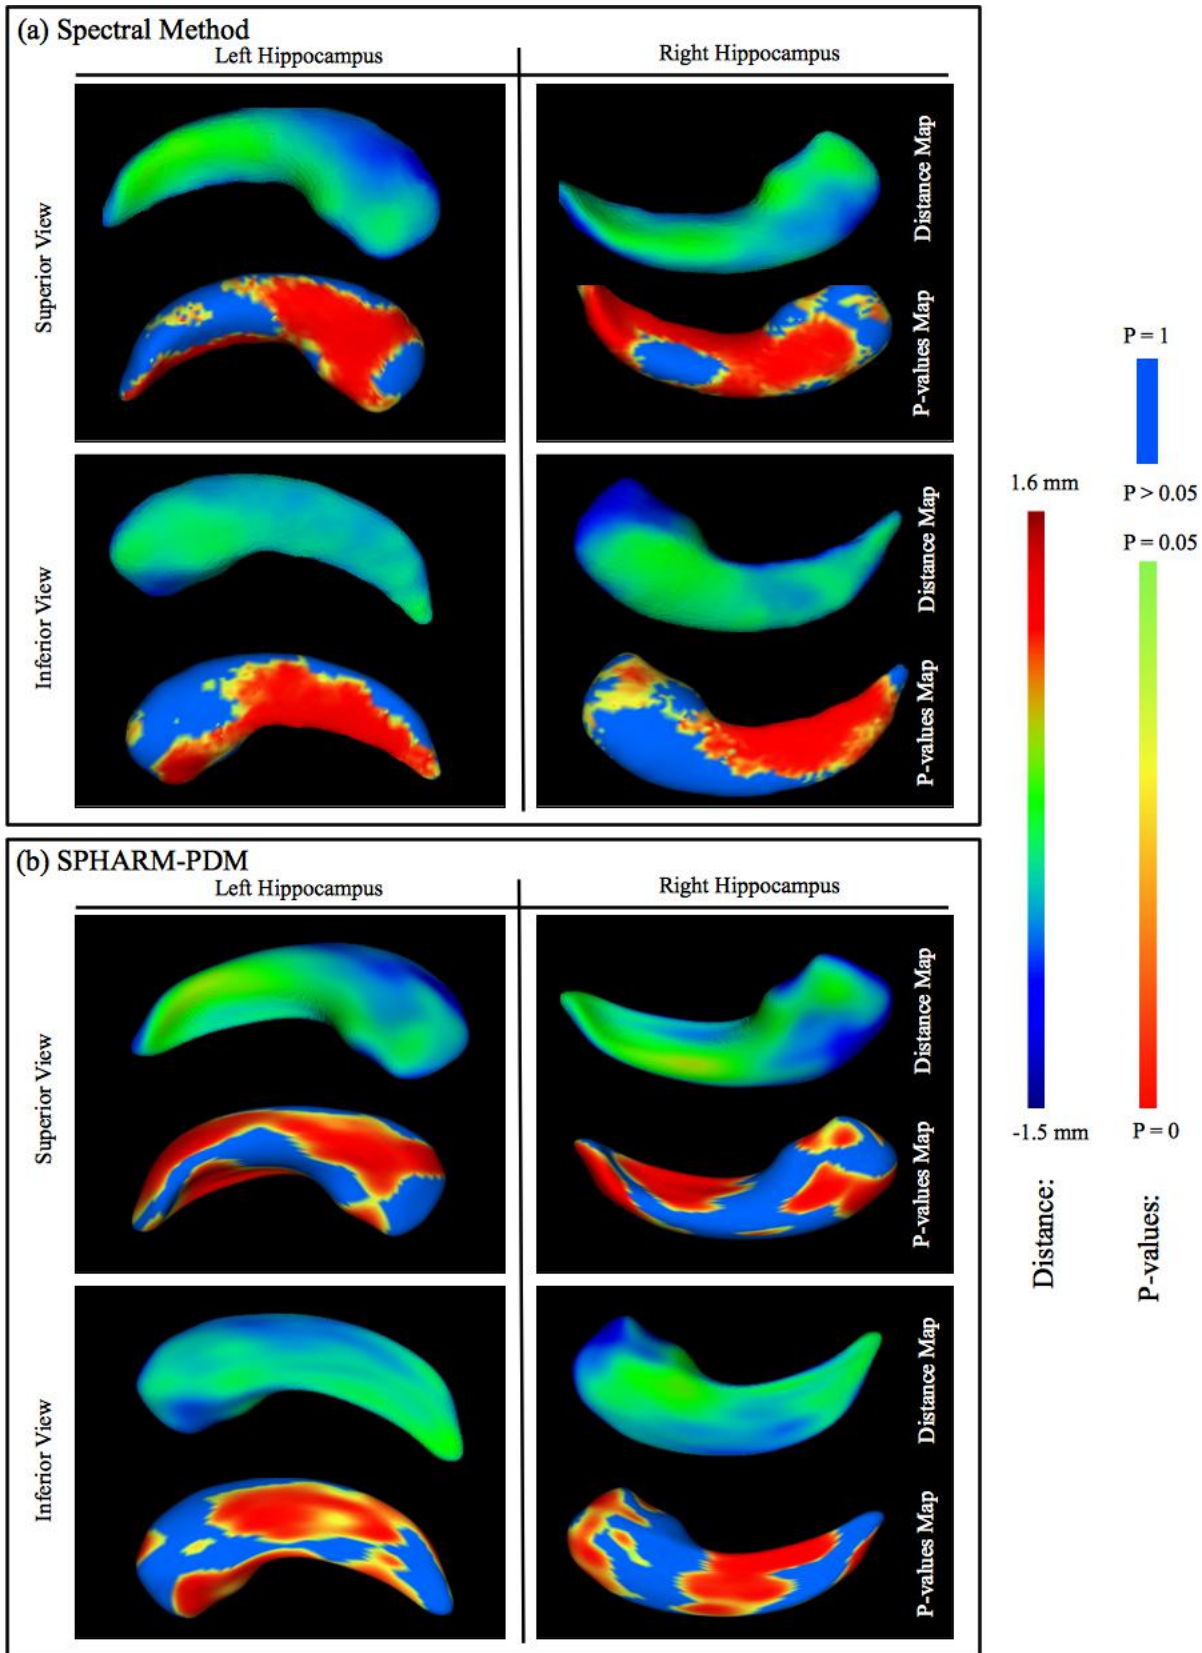 (a) Spectral Method
Left Hippocampus
Right Hippocampus
Superior View
Distance Map
P-values Map
Inferior View
Distance Map
P-values Map
(b) SPHARM-PDM
Left Hippocampus
Right Hippocampus
Superior View
Distance Map
P-values Map
Inferior View
Distance Map
P-values Map
P = 1
1.6 mm
P > 0.05
P = 0.05
-1.5 mm
P = 0
Distance:
P-values: